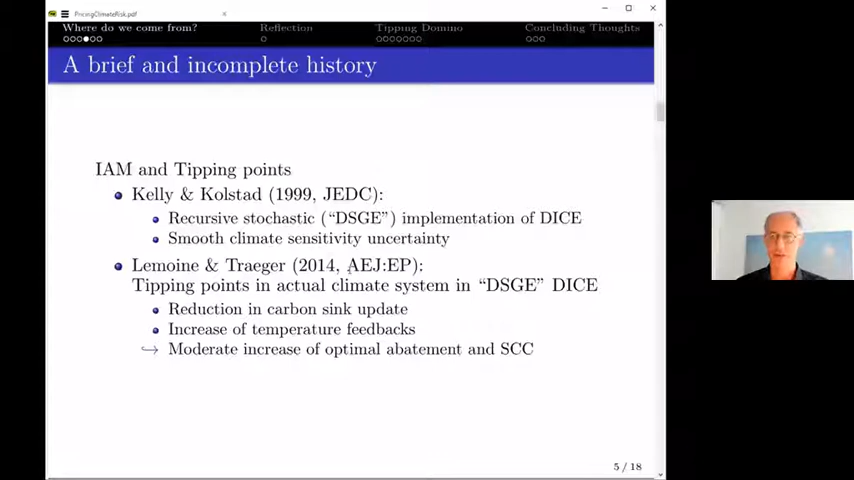 PricingClimateRisk.pdf
Where do we come from? Reflection Tipping Domino Concluding Thoughts
A brief and incomplete history
IAM and Tipping points
Kelly & Kolstad (1999, JEDC):
Recursive stochastic (“DSGE”) implementation of DICE
Smooth climate sensitivity uncertainty
Lemoine & Traeger (2014, AEJ:EP):
Tipping points in actual climate system in “DSGE” DICE
Reduction in carbon sink update
Increase of temperature feedbacks
↪ Moderate increase of optimal abatement and SCC
5 / 18